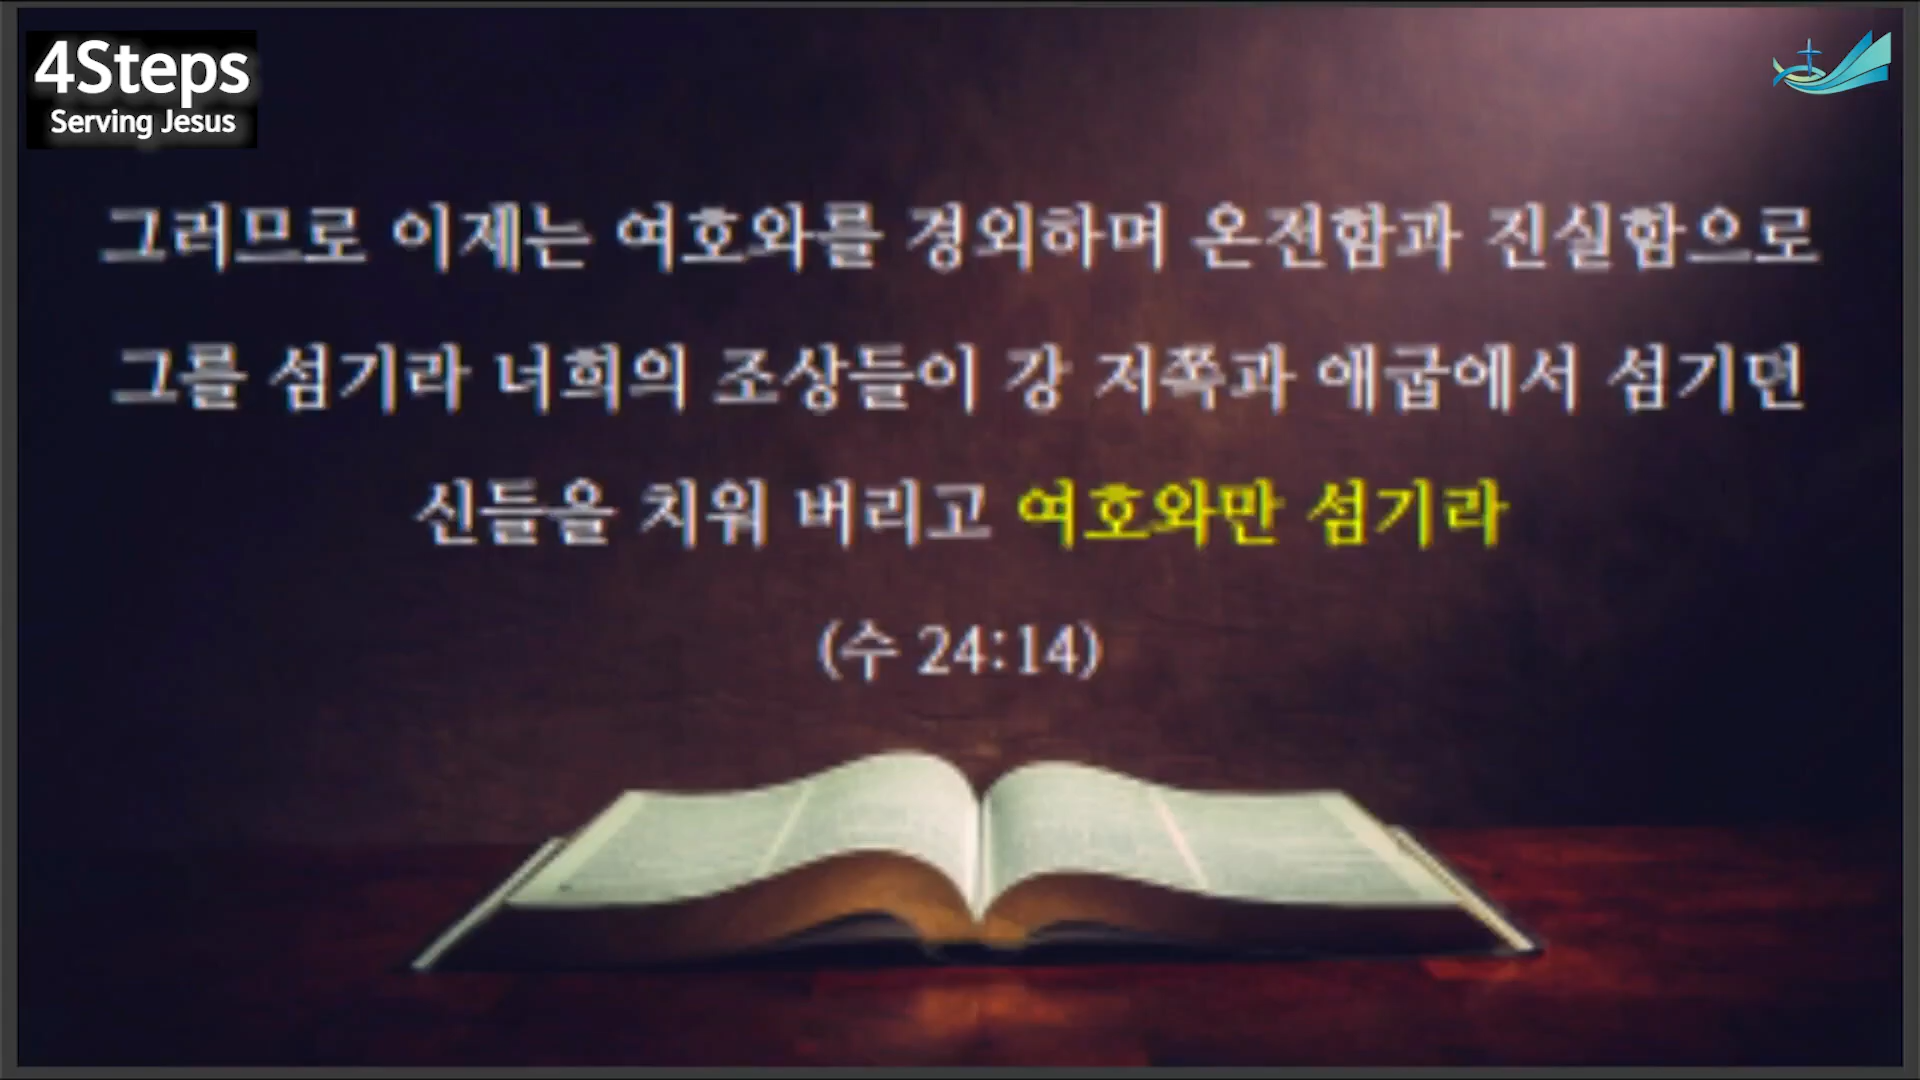 4Steps
Serving Jesus
그러므로 이제는 여호와를 경외하며 온전함과 진실함으로
그를 섬기라 너희의 조상들이 강 저쪽과 애굽에서 섬기던
신들을 치워 버리고 여호와만 섬기라
(수 24:14)